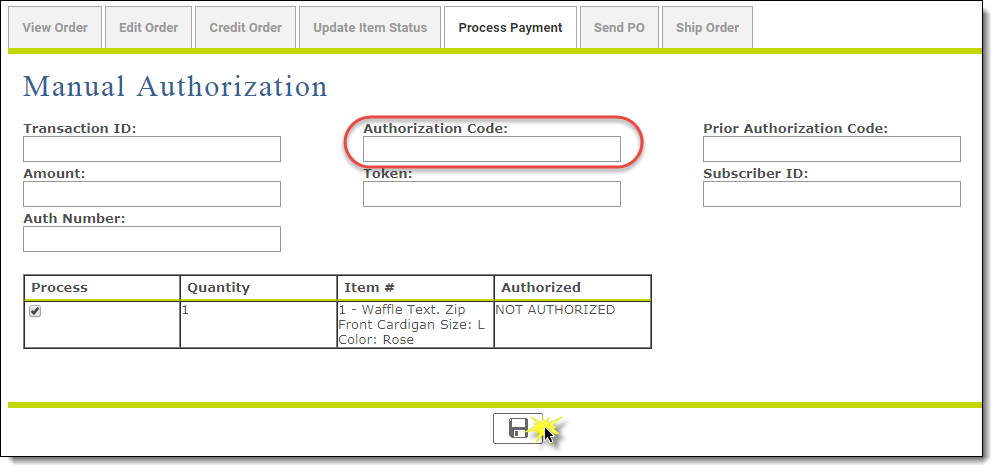 View Order Edit Order Credit Order Update Item Status Process Payment Send PO Ship Order
Manual Authorization
Transaction ID: Authorization Code: Prior Authorization Code:
Amount: Token: Subscriber ID:
Auth Number:
Process Quantity Item # Authorized
1 1 - Waffle Text. Zip NOT AUTHORIZED
Front Cardigan Size: L
Color: Rose